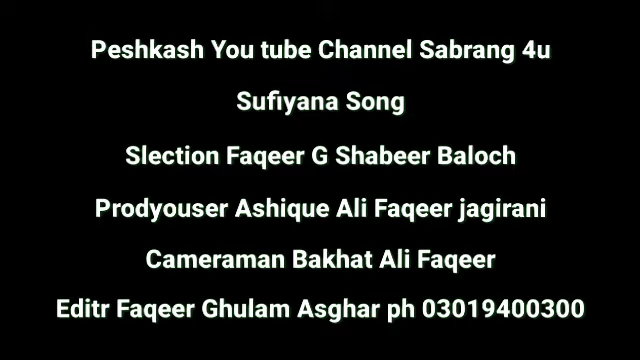 Peshkash You tube Channel Sabrang 4u
Sufiyana Song
Slection Faqeer G Shabeer Baloch
Prodyouser Ashique Ali Faqeer jagirani
Cameraman Bakhat Ali Faqeer
Editr Faqeer Ghulam Asghar ph 03019400300